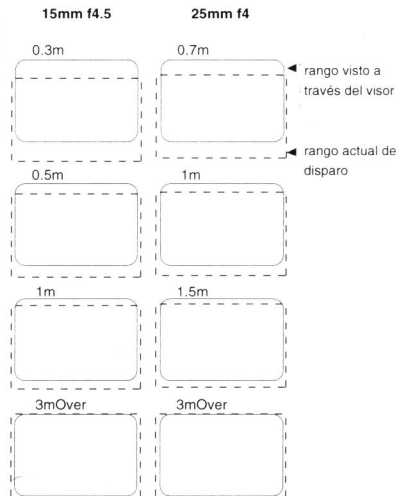 15mm f4.5 25mm f4
0.3m 0.7m
rango visto a
través del visor
rango actual de
disparo
0.5m 1m
1m 1.5m
3mOver 3mOver